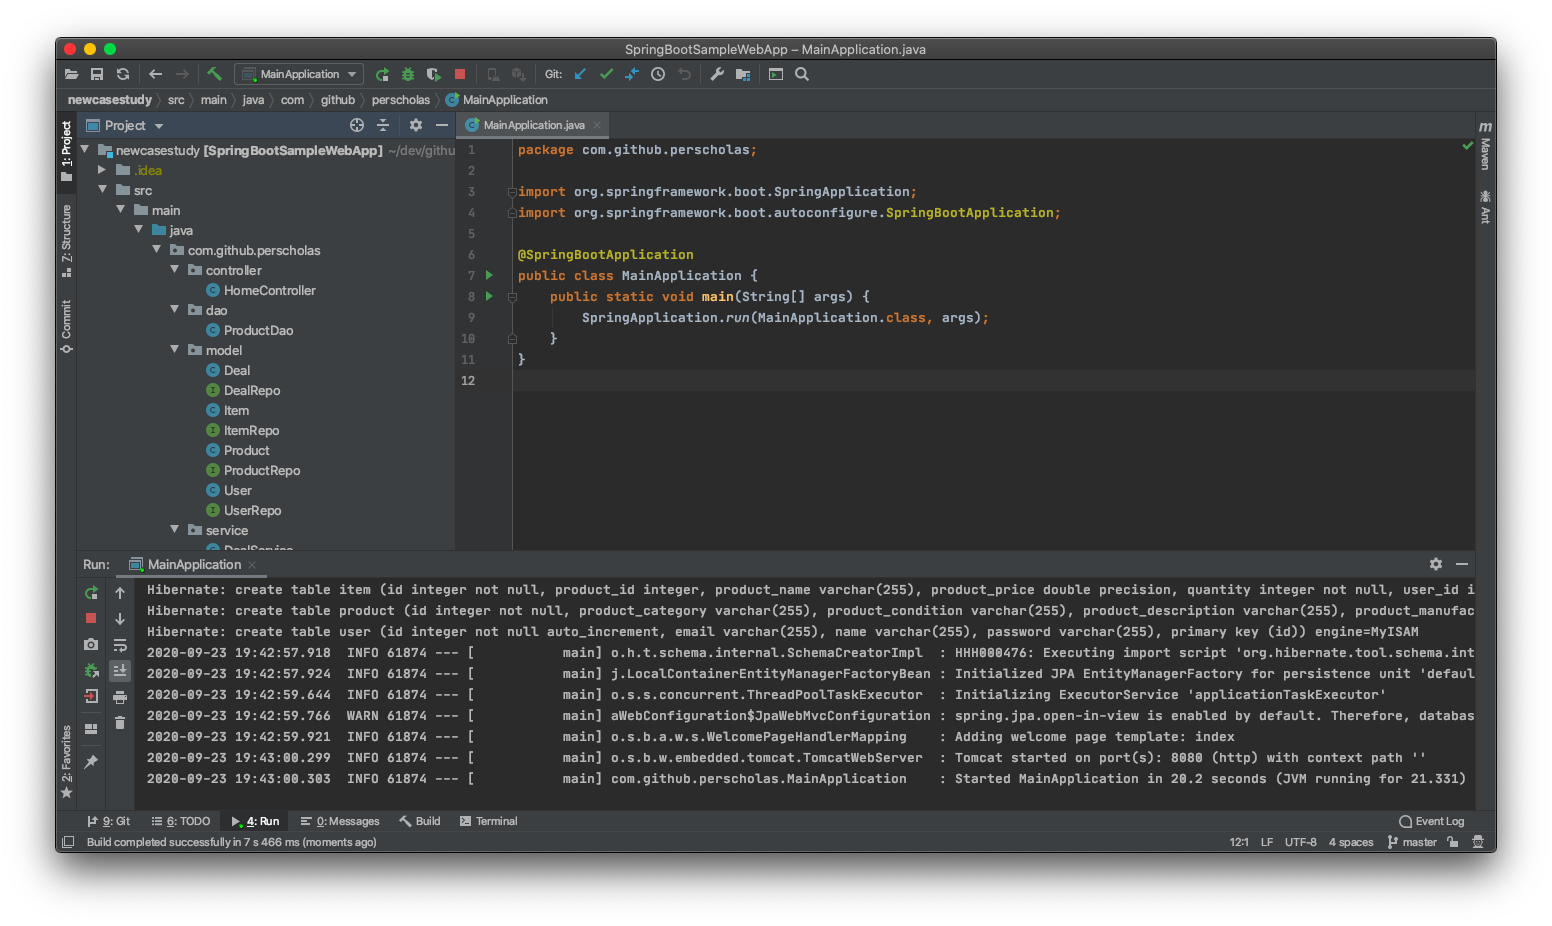 SpringBootSampleWebApp – MainApplication.java
MainApplication Git:
newcasestudy src main java com github perscholas MainApplication
1: Project
Z: Structure
Commit
2: Favorites
Project
newcasestudy [SpringBootSampleWebApp] ~/dev/githu
.idea
src
main
java
com.github.perscholas
controller
HomeController
dao
ProductDao
model
Deal
DealRepo
Item
ItemRepo
Product
ProductRepo
User
UserRepo
service
DealService
MainApplication.java
1 package com.github.perscholas;
2
3 import org.springframework.boot.SpringApplication;
4 import org.springframework.boot.autoconfigure.SpringBootApplication;
5
6 @SpringBootApplication
7 public class MainApplication {
8 public static void main(String[] args) {
9 SpringApplication.run(MainApplication.class, args);
10 }
11 }
12
Maven
Ant
Run: MainApplication
Hibernate: create table item (id integer not null, product_id integer, product_name varchar(255), product_price double precision, quantity integer not null, user_id i
Hibernate: create table product (id integer not null, product_category varchar(255), product_condition varchar(255), product_description varchar(255), product_manufac
Hibernate: create table user (id integer not null auto_increment, email varchar(255), name varchar(255), password varchar(255), primary key (id)) engine=MyISAM
2020-09-23 19:42:57.918 INFO 61874 --- [ main] o.h.t.schema.internal.SchemaCreatorImpl : HHH000476: Executing import script 'org.hibernate.tool.schema.int
2020-09-23 19:42:57.924 INFO 61874 --- [ main] j.LocalContainerEntityManagerFactoryBean : Initialized JPA EntityManagerFactory for persistence unit 'defaul
2020-09-23 19:42:59.644 INFO 61874 --- [ main] o.s.s.concurrent.ThreadPoolTaskExecutor : Initializing ExecutorService 'applicationTaskExecutor'
2020-09-23 19:42:59.766 WARN 61874 --- [ main] aWebConfiguration$JpaWebMvcConfiguration : spring.jpa.open-in-view is enabled by default. Therefore, databas
2020-09-23 19:42:59.921 INFO 61874 --- [ main] o.s.b.a.w.s.WelcomePageHandlerMapping : Adding welcome page template: index
2020-09-23 19:43:00.299 INFO 61874 --- [ main] o.s.b.w.embedded.tomcat.TomcatWebServer : Tomcat started on port(s): 8080 (http) with context path ''
2020-09-23 19:43:00.303 INFO 61874 --- [ main] com.github.perscholas.MainApplication : Started MainApplication in 20.2 seconds (JVM running for 21.331)
9: Git 6: TODO 4: Run 0: Messages Build Terminal Event Log
Build completed successfully in 7 s 466 ms (moments ago) 12:1 LF UTF-8 4 spaces master